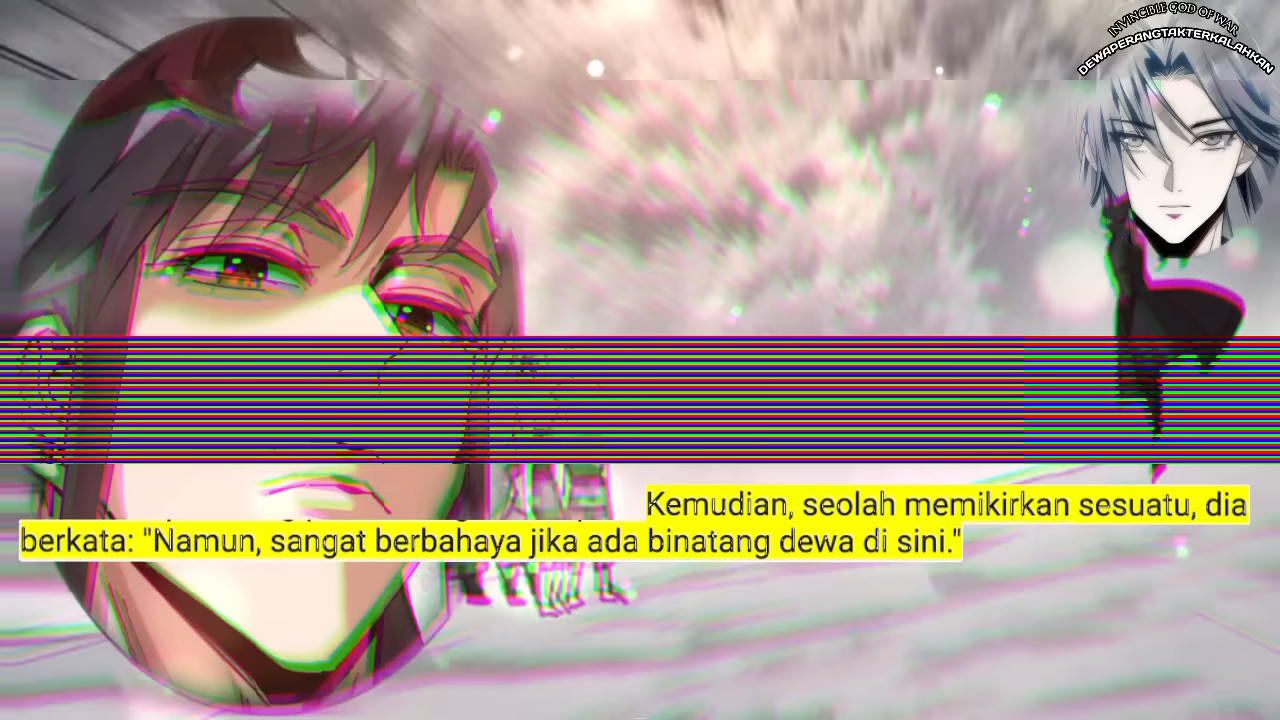 INVINCIBLE GOD OF WAR
DEWAPERANGTAKTERKALAHKAN
Kemudian, seolah memikirkan sesuatu, dia
berkata: "Namun, sangat berbahaya jika ada binatang dewa di sini."